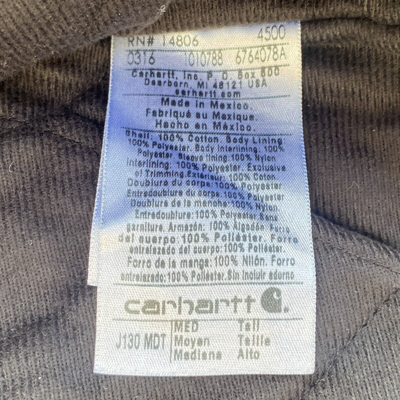 RN# 14806 4500
0316 1010788 6764078A
Carhartt, Inc. P.O. Box 600
Dearborn, MI 48121 USA
carhartt.com
Made in Mexico.
Fabriqué au Mexique.
Hecho en México.
Shell: 100% Cotton. Body Lining:
100% Polyester. Body Interlining: 100%
Polyester. Sleeve lining: 100% Nylon
Interlining: 100% Polyester. Exclusive
of Trimming. Extérieur: 100% Coton.
Doublure du corps: 100% Polyester.
Entredoublure du corps: 100% Polyester.
Doublure de la manche: 100% Nylon.
Entredoublure: 100% Polyester. Sans
garniture. Armazón: 100% Algodón. Forro
del cuerpo: 100% Poliéster. Forro
entrelazado del cuerpo: 100% Poliéster.
Forro de la manga: 100% Nilón. Forro
entrelazado: 100% Poliéster. Sin incluir adorno
carhartt
J130 MDT
MED Tall
Moyen Taille
Mediana Alto